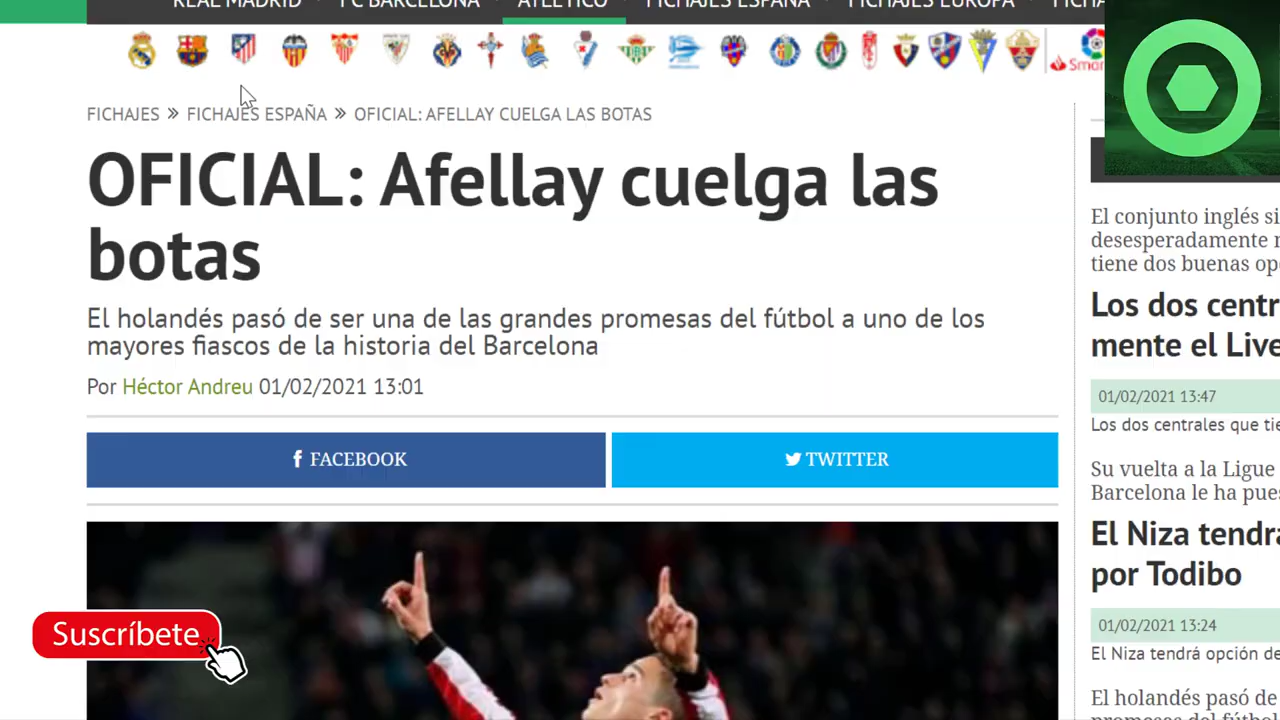 REAL MADRID FC BARCELONA ATLÉTICO FICHAJES ESPAÑA FICHAJES EUROPA
FICHAJES » FICHAJES ESPAÑA » OFICIAL: AFELLAY CUELGA LAS BOTAS
OFICIAL: Afellay cuelga las
botas
El holandés pasó de ser una de las grandes promesas del fútbol a uno de los
mayores fiascos de la historia del Barcelona
Por Héctor Andreu 01/02/2021 13:01
FACEBOOK
TWITTER
Suscríbete
El conjunto inglés si
desesperadamente
tiene dos buenas op
Los dos centr
mente el Live
01/02/2021 13:47
Los dos centrales que tie
Su vuelta a la Ligue
Barcelona le ha pues
El Niza tendrá
por Todibo
01/02/2021 13:24
El Niza tendrá opción de
El holandés pasó de